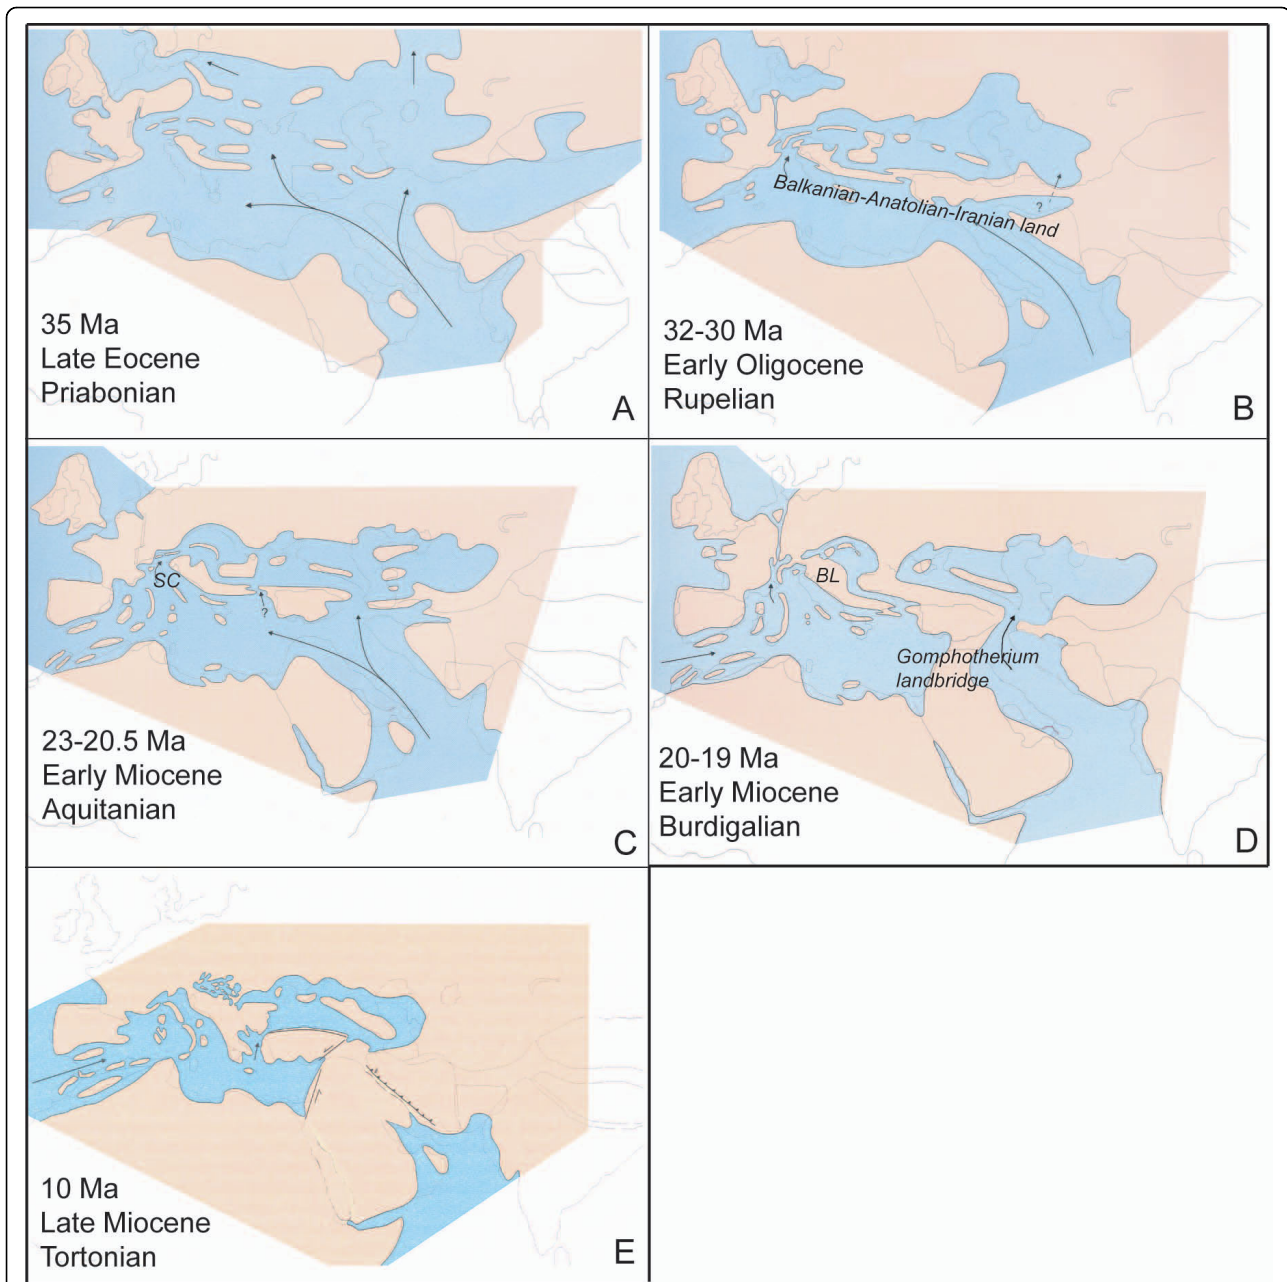 35 Ma
Late Eocene
Priabonian
A
Balkanian-Anatolian-Iranian land
?
32-30 Ma
Early Oligocene
Rupelian
B
SC
?
23-20.5 Ma
Early Miocene
Aquitanian
C
BL
Gomphotherium
landbridge
20-19 Ma
Early Miocene
Burdigalian
D
10 Ma
Late Miocene
Tortonian
E